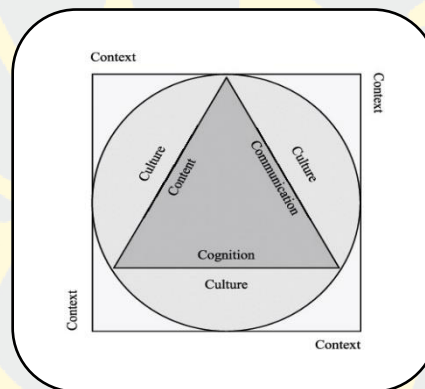 Context
Context
Culture
Content
Communication
Culture
Cognition
Culture
Context
Context